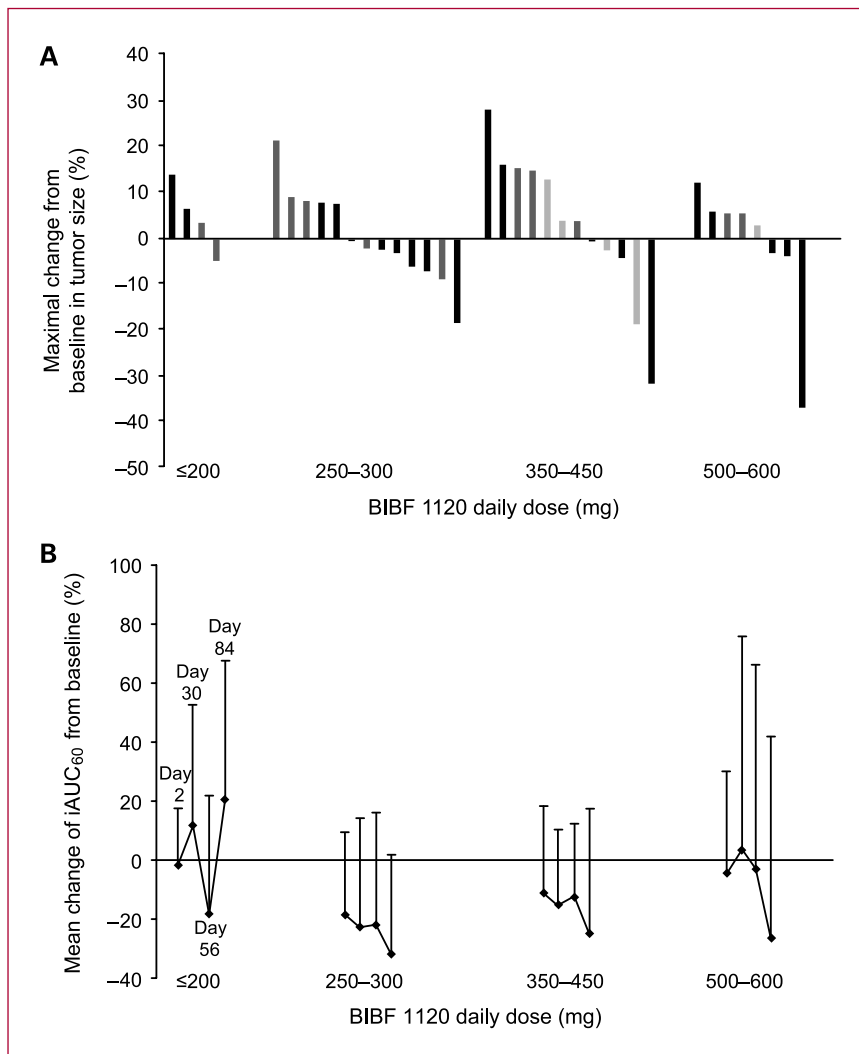 A
Maximal change from
baseline in tumor size (%)
40
30
20
10
0
–10
–20
–30
–40
–50
≤200 250–300 350–450 500–600
BIBF 1120 daily dose (mg)
B
Mean change of iAUC60 from baseline (%)
100
80
60
40
20
0
–20
–40
Day
2
Day
30
Day
56
Day
84
≤200 250–300 350–450 500–600
BIBF 1120 daily dose (mg)